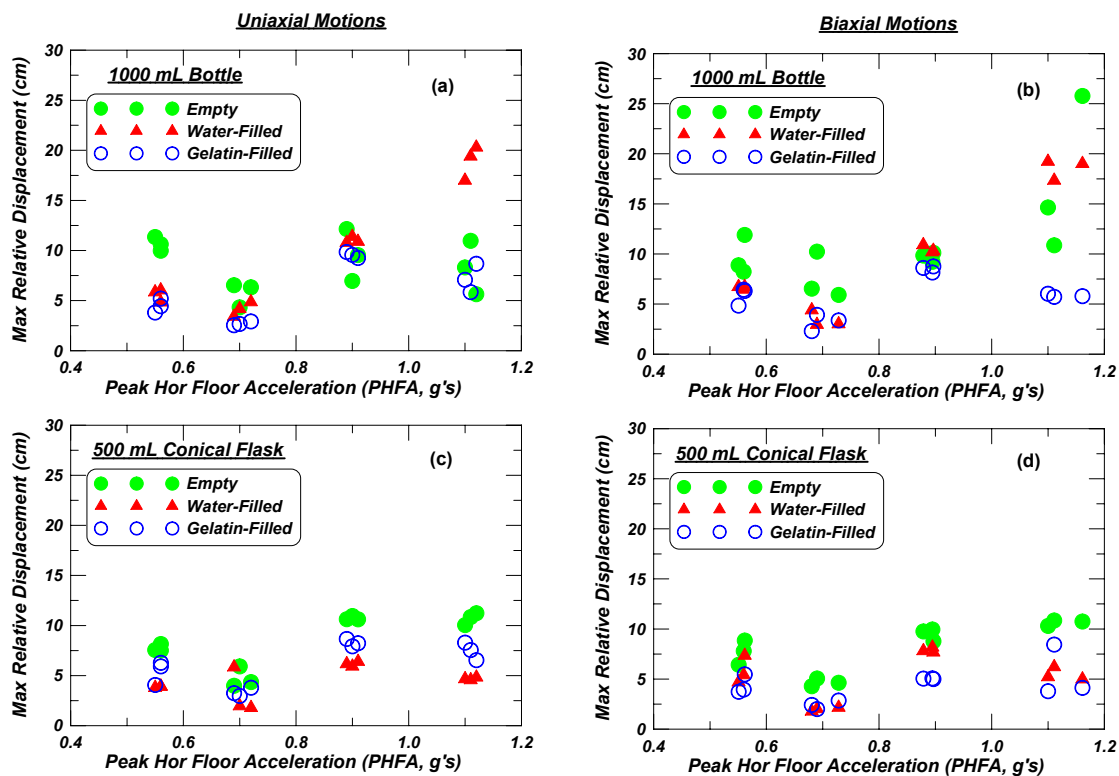 Uniaxial Motions
Biaxial Motions
Max Relative Displacement (cm)
30
25
20
15
10
5
0
1000 mL Bottle
(a)
Empty
Water-Filled
Gelatin-Filled
0.4 0.6 0.8 1.0 1.2
Peak Hor Floor Acceleration (PHFA, g's)
Max Relative Displacement (cm)
30
25
20
15
10
5
0
1000 mL Bottle
(b)
Empty
Water-Filled
Gelatin-Filled
0.4 0.6 0.8 1.0 1.2
Peak Hor Floor Acceleration (PHFA, g's)
Max Relative Displacement (cm)
30
25
20
15
10
5
0
500 mL Conical Flask
(c)
Empty
Water-Filled
Gelatin-Filled
0.4 0.6 0.8 1.0 1.2
Peak Hor Floor Acceleration (PHFA, g's)
Max Relative Displacement (cm)
30
25
20
15
10
5
0
500 mL Conical Flask
(d)
Empty
Water-Filled
Gelatin-Filled
0.4 0.6 0.8 1.0 1.2
Peak Hor Floor Acceleration (PHFA, g's)